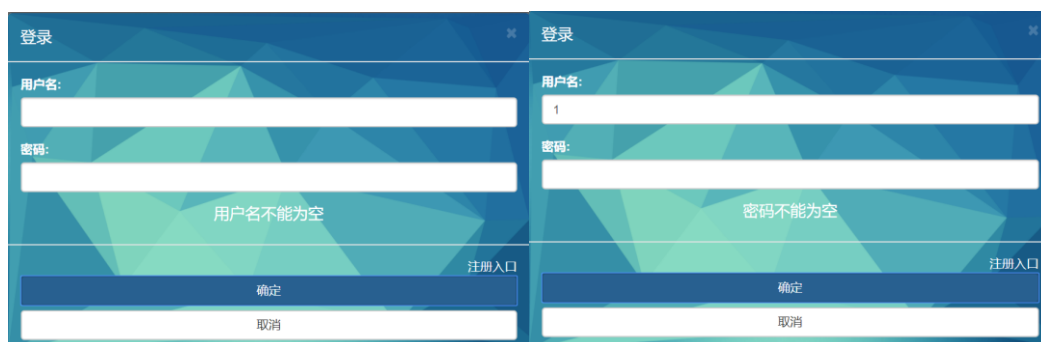 登录
用户名:
密码:
用户名不能为空
注册入口
确定
取消
登录
用户名:
1
密码:
密码不能为空
注册入口
确定
取消